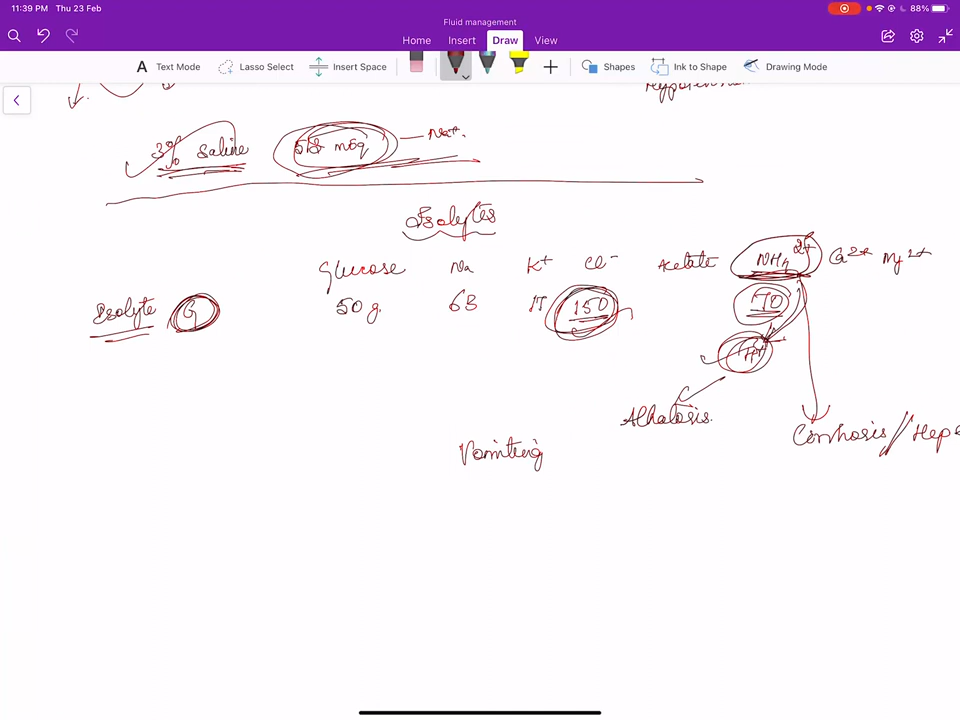 11:39 PM Thu 23 Feb
88%
Fluid management
Home Insert Draw View
Text Mode Lasso Select Insert Space Shapes Ink to Shape Drawing Mode
3% Saline 513 mEq Na+.
Isolytes
Glucose Na K+ Cl- Acetate NH4 2+ Ca2+ Mg2+
Isolyte G 50 g. 63 17 150 70
H+
Alkalosis.
Cirrhosis / Hep
Vomiting